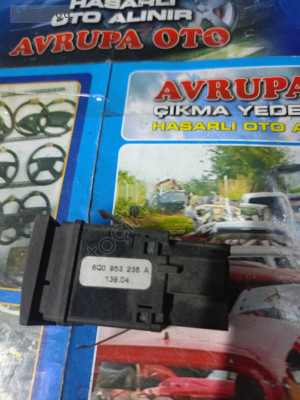 HASARLI
OTO ALINIR
AVRUPA OTO
AVRUPA
ÇIKMA YEDE
HASARLI OTO A
6Q0 953 235 A
139.04